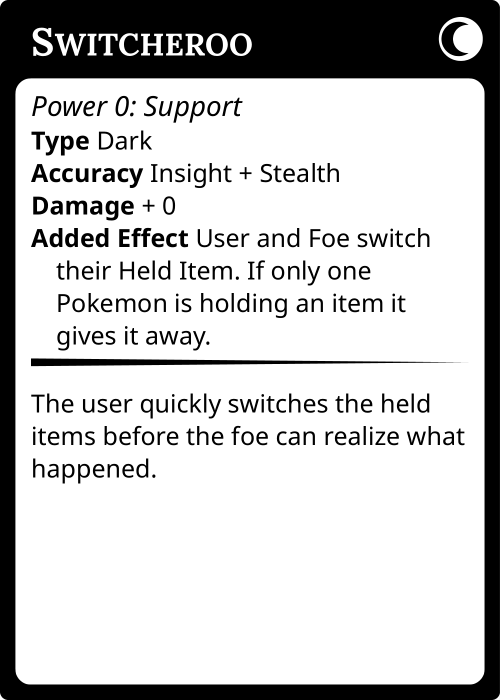 Switcheroo
Power 0: Support
Type Dark
Accuracy Insight + Stealth
Damage + 0
Added Effect User and Foe switch
their Held Item. If only one
Pokemon is holding an item it
gives it away.
The user quickly switches the held
items before the foe can realize what
happened.